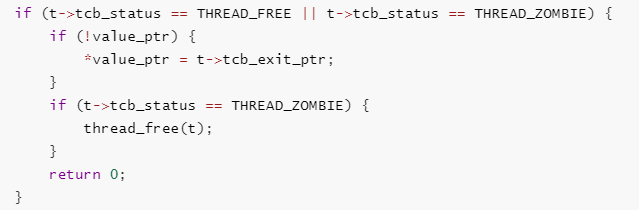 if (t->tcb_status == THREAD_FREE || t->tcb_status == THREAD_ZOMBIE) {
    if (!value_ptr) {
        *value_ptr = t->tcb_exit_ptr;
    }
    if (t->tcb_status == THREAD_ZOMBIE) {
        thread_free(t);
    }
    return 0;
}